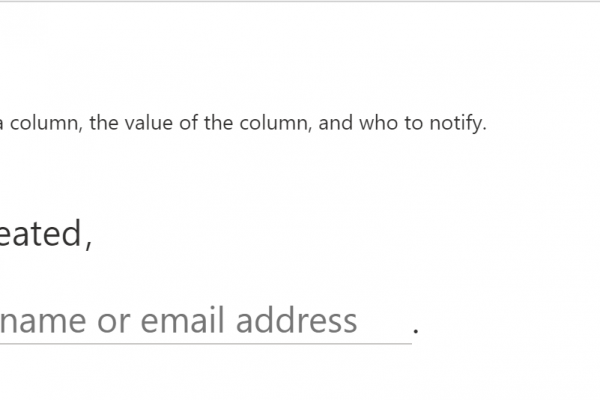 a column, the value of the column, and who to notify.
eated,
name or email address.